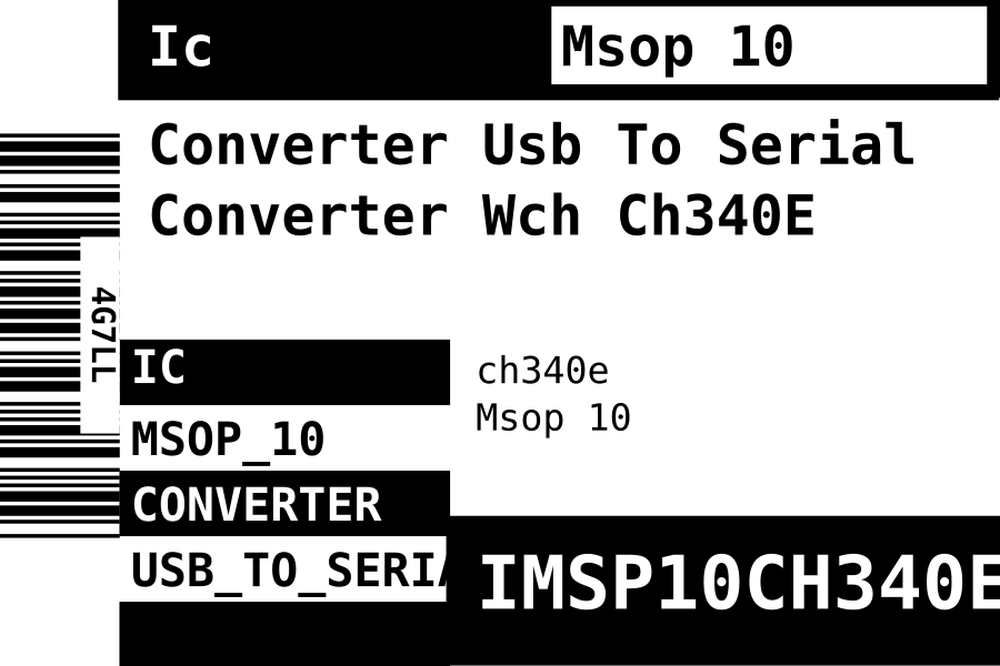 Ic
Msop 10
Converter Usb To Serial
Converter Wch Ch340E
4G7LL
IC
MSOP_10
CONVERTER
USB_TO_SERIA
ch340e
Msop 10
IMSP10CH340E